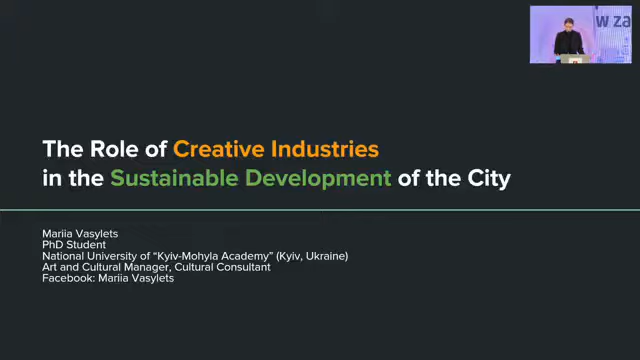 w za
The Role of Creative Industries
in the Sustainable Development of the City
Mariia Vasylets
PhD Student
National University of “Kyiv-Mohyla Academy” (Kyiv, Ukraine)
Art and Cultural Manager, Cultural Consultant
Facebook: Mariia Vasylets